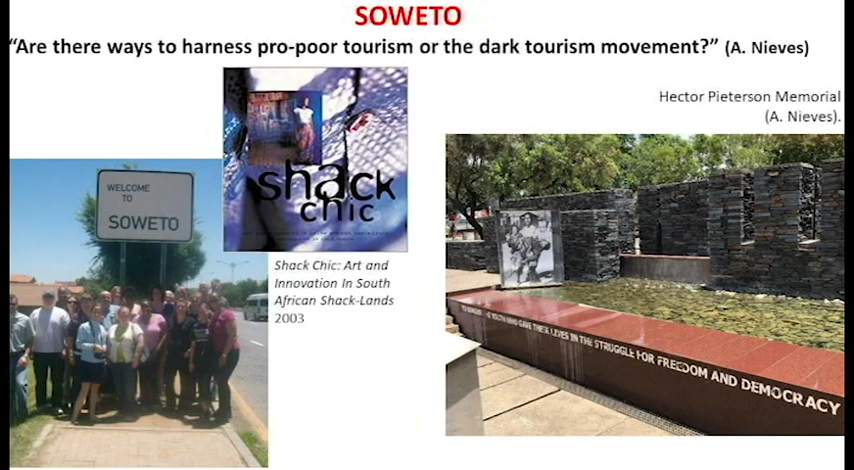 SOWETO
“Are there ways to harness pro-poor tourism or the dark tourism movement?” (A. Nieves)
Hector Pieterson Memorial
(A. Nieves).
WELCOME
TO
SOWETO
shack
chic
Shack Chic: Art and
Innovation In South
African Shack-Lands
2003
YOUTH WHO GAVE THEIR LIVES IN THE STRUGGLE FOR FREEDOM AND DEMOCRACY